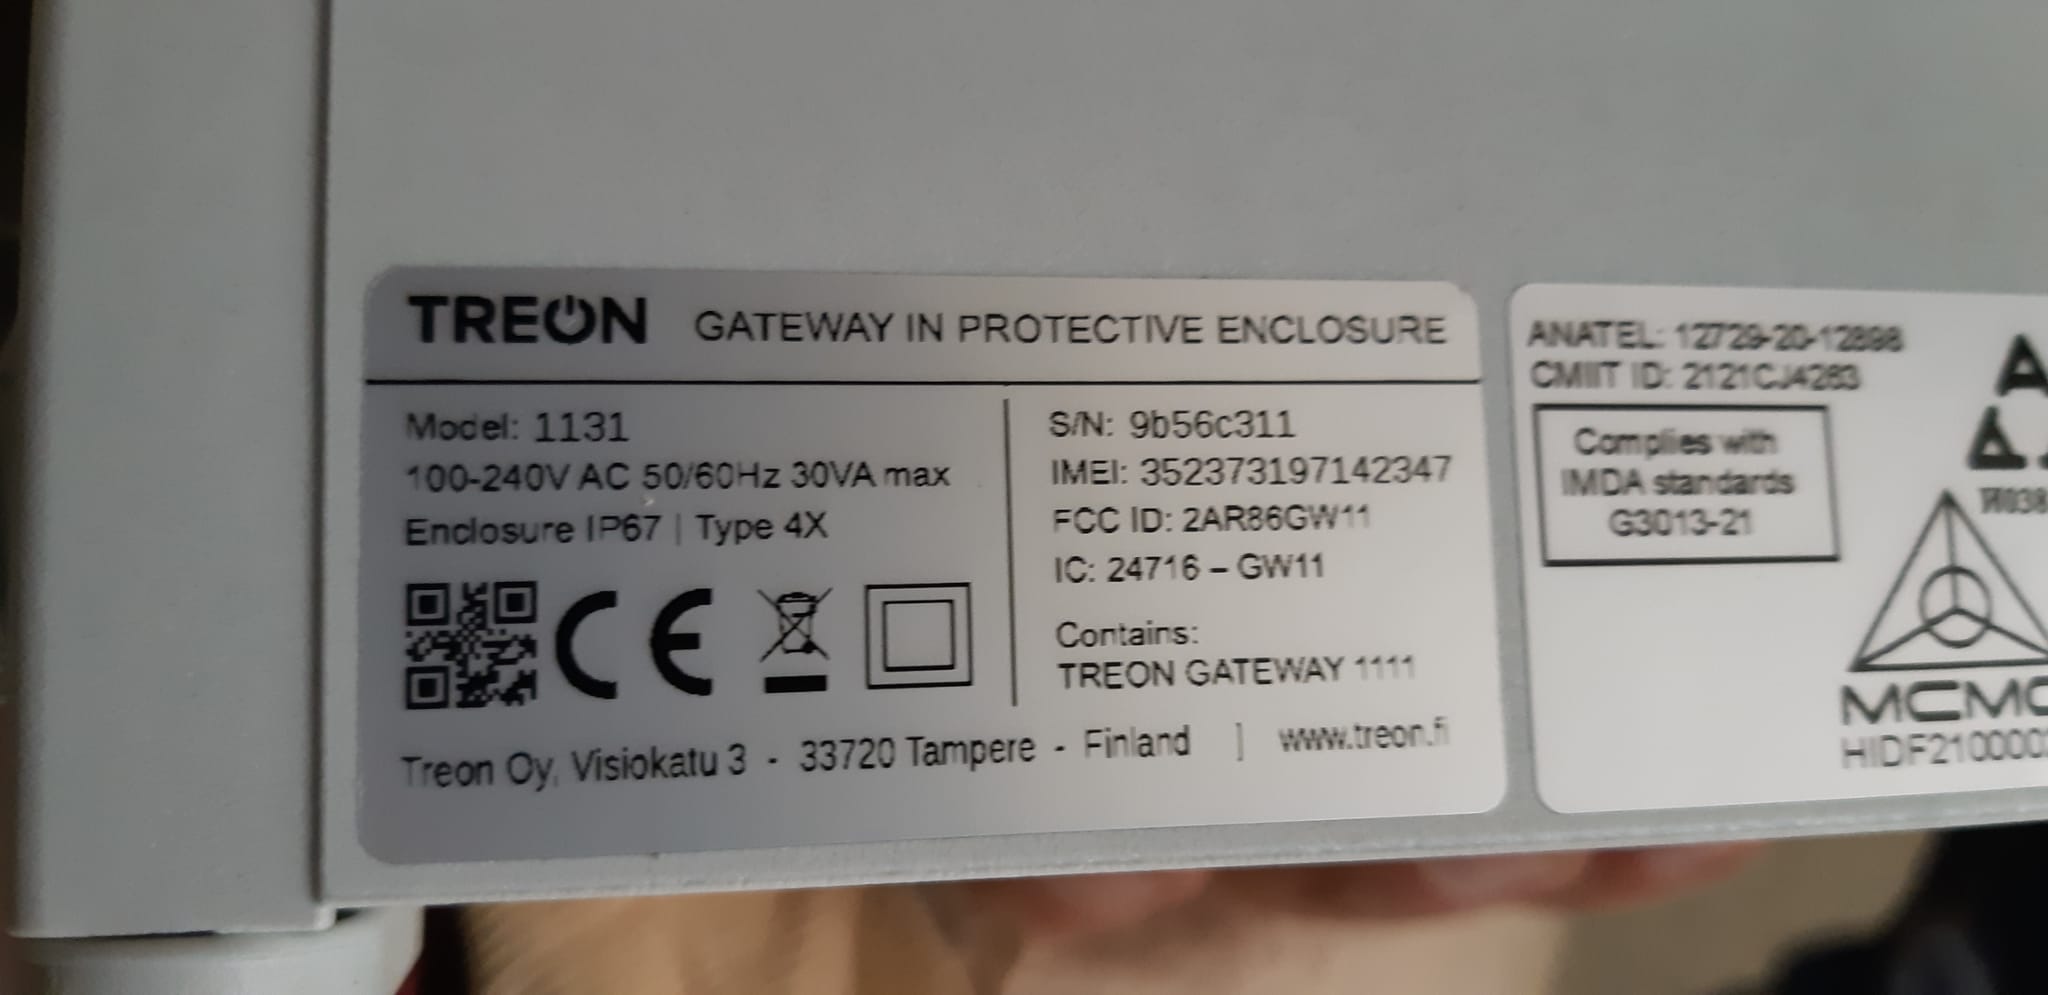 TREON GATEWAY IN PROTECTIVE ENCLOSURE
Model: 1131
100-240V AC 50/60Hz 30VA max
Enclosure IP67 | Type 4X
CE
S/N: 9b56c311
IMEI: 352373197142347
FCC ID: 2AR86GW11
IC: 24716 – GW11
Contains:
TREON GATEWAY 1111
Treon Oy, Visiokatu 3 - 33720 Tampere - Finland | www.treon.fi
ANATEL: 12729-20-12898
CMIIT ID: 2121CJ4283
Complies with
IMDA standards
G3013-21
A
MCMC